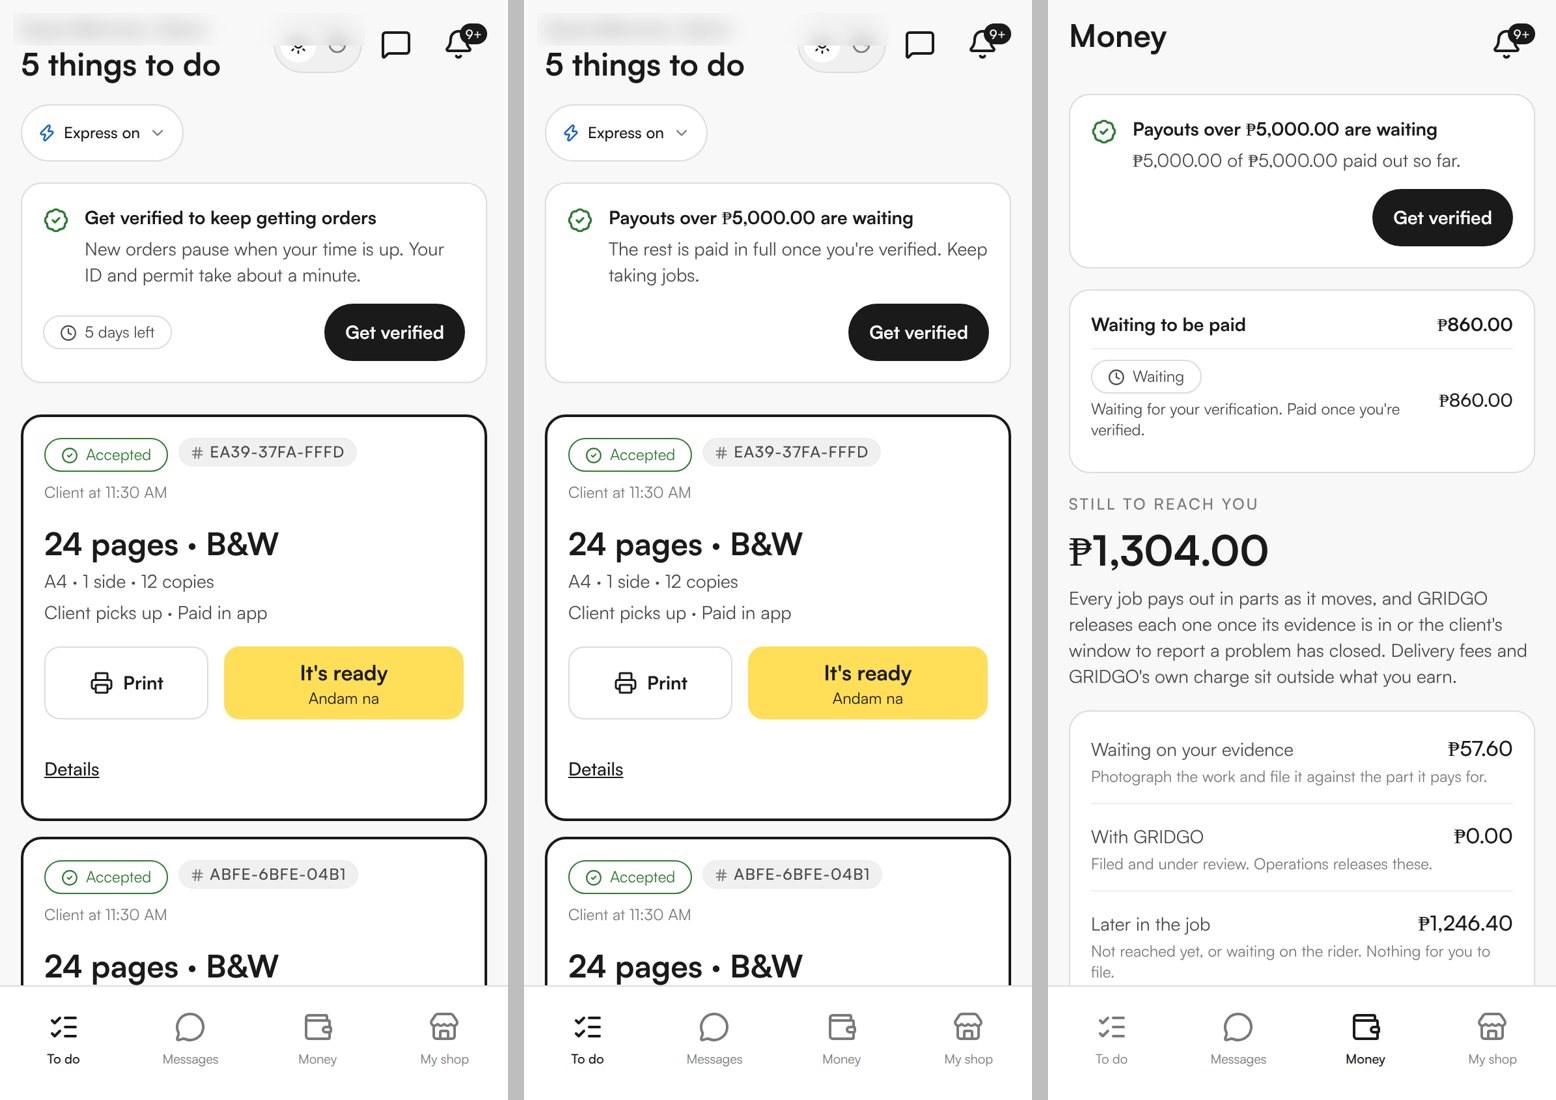 5 things to do
9+
Express on
Get verified to keep getting orders
New orders pause when your time is up. Your
ID and permit take about a minute.
5 days left
Get verified
Accepted
# EA39-37FA-FFFD
Client at 11:30 AM
24 pages · B&W
A4 · 1 side · 12 copies
Client picks up · Paid in app
Print
It's ready
Andam na
Details
Accepted
# ABFE-6BFE-04B1
Client at 11:30 AM
24 pages · B&W
To do
Messages
Money
My shop
5 things to do
9+
Express on
Payouts over ₱5,000.00 are waiting
The rest is paid in full once you're verified. Keep
taking jobs.
Get verified
Accepted
# EA39-37FA-FFFD
Client at 11:30 AM
24 pages · B&W
A4 · 1 side · 12 copies
Client picks up · Paid in app
Print
It's ready
Andam na
Details
Accepted
# ABFE-6BFE-04B1
Client at 11:30 AM
24 pages · B&W
To do
Messages
Money
My shop
Money
9+
Payouts over ₱5,000.00 are waiting
₱5,000.00 of ₱5,000.00 paid out so far.
Get verified
Waiting to be paid ₱860.00
Waiting
Waiting for your verification. Paid once you're
verified.
₱860.00
STILL TO REACH YOU
₱1,304.00
Every job pays out in parts as it moves, and GRIDGO
releases each one once its evidence is in or the client's
window to report a problem has closed. Delivery fees and
GRIDGO's own charge sit outside what you earn.
Waiting on your evidence ₱57.60
Photograph the work and file it against the part it pays for.
With GRIDGO ₱0.00
Filed and under review. Operations releases these.
Later in the job ₱1,246.40
Not reached yet, or waiting on the rider. Nothing for you to
file.
To do
Messages
Money
My shop